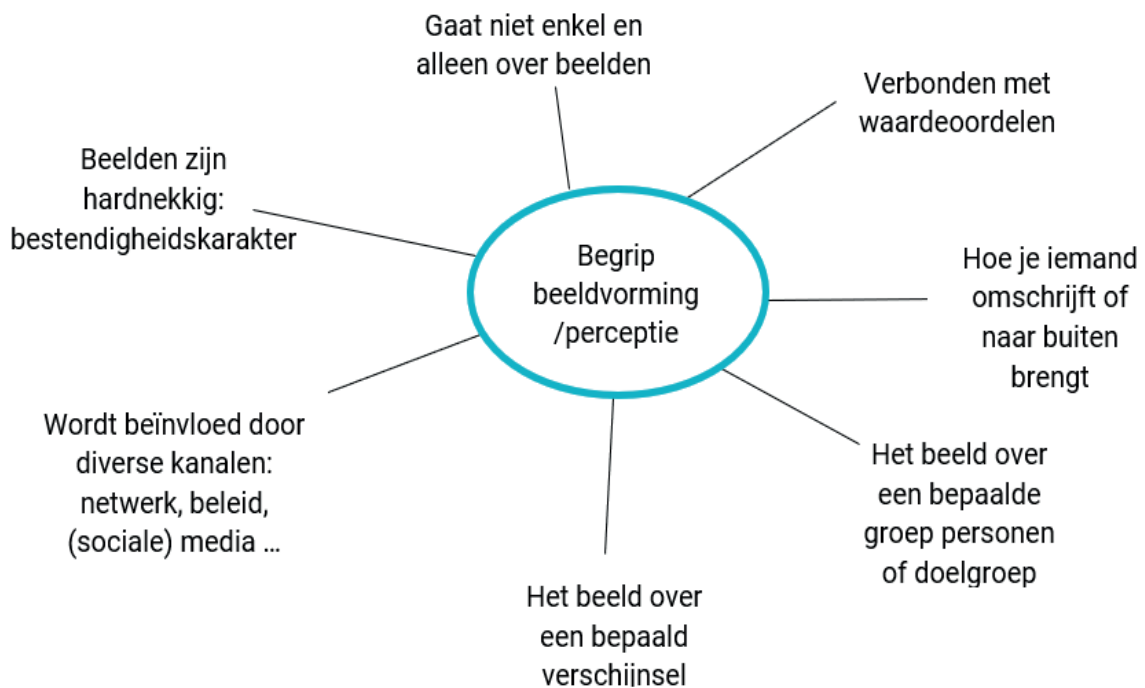 Gaat niet enkel en
alleen over beelden
Verbonden met
waardeoordelen
Beelden zijn
hardnekkig:
bestendigheidskarakter
Begrip
beeldvorming
/perceptie
Hoe je iemand
omschrijft of
naar buiten
brengt
Wordt beïnvloed door
diverse kanalen:
netwerk, beleid,
(sociale) media ...
Het beeld over
een bepaalde
groep personen
of doelgroep
Het beeld over
een bepaald
verschijnsel